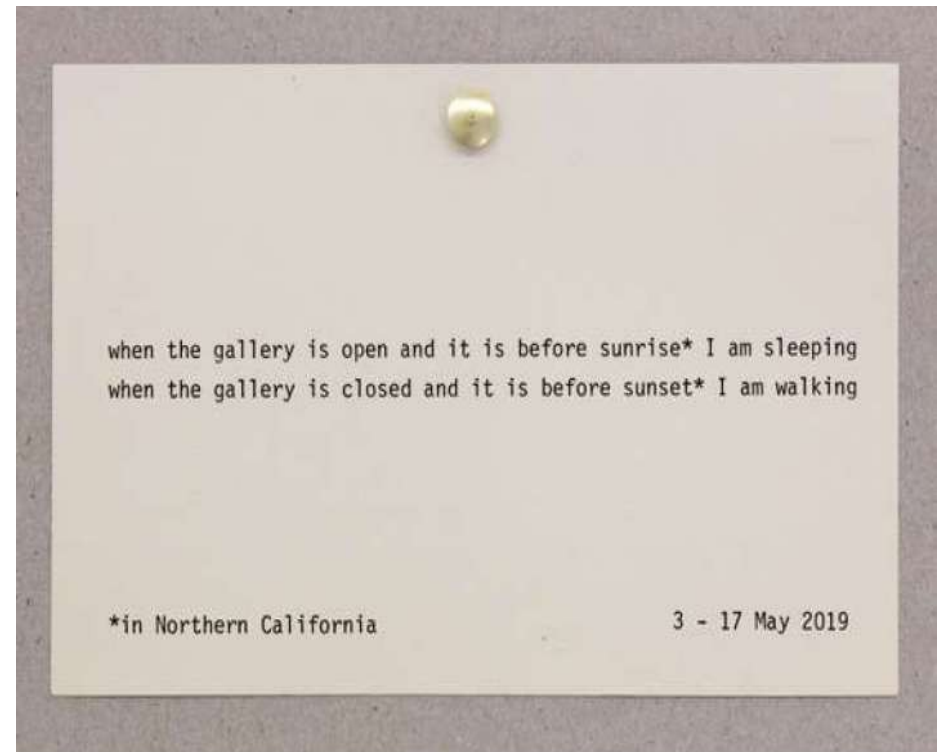 when the gallery is open and it is before sunrise* I am sleeping
when the gallery is closed and it is before sunset* I am walking
*in Northern California
3 - 17 May 2019